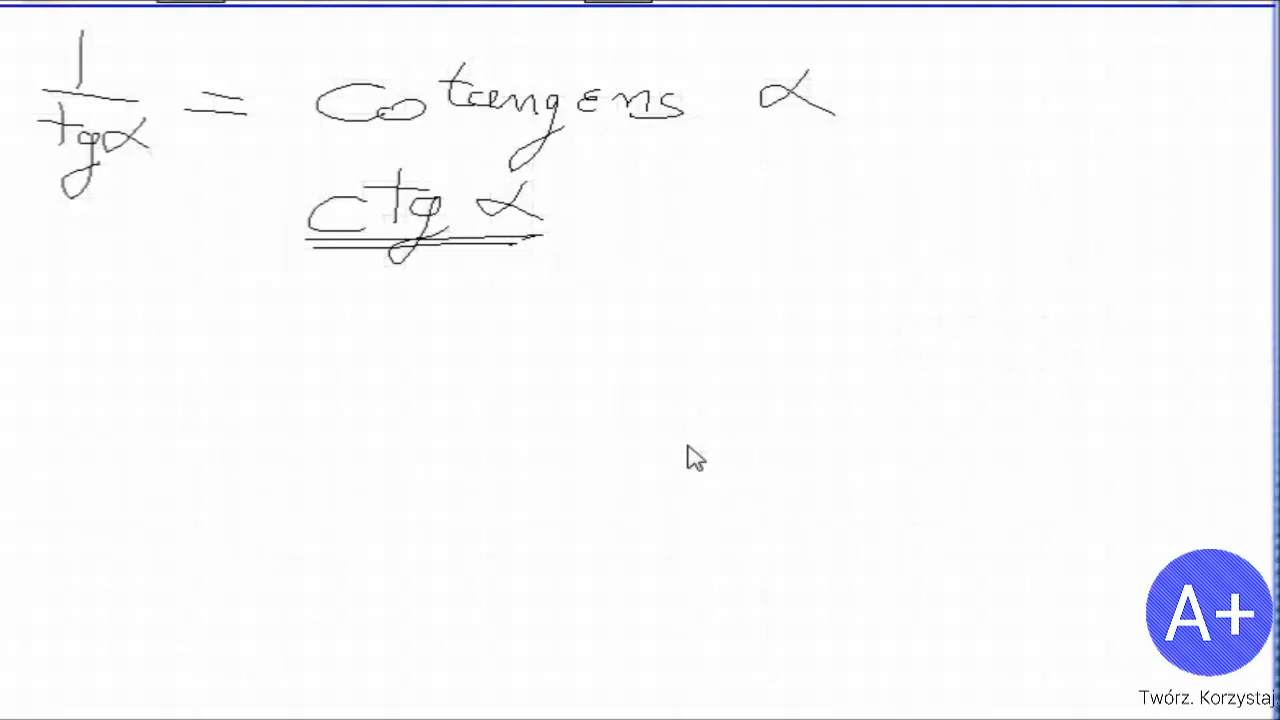 1
tgα = Cotangens α
ctg α
A+
Twórz. Korzystaj